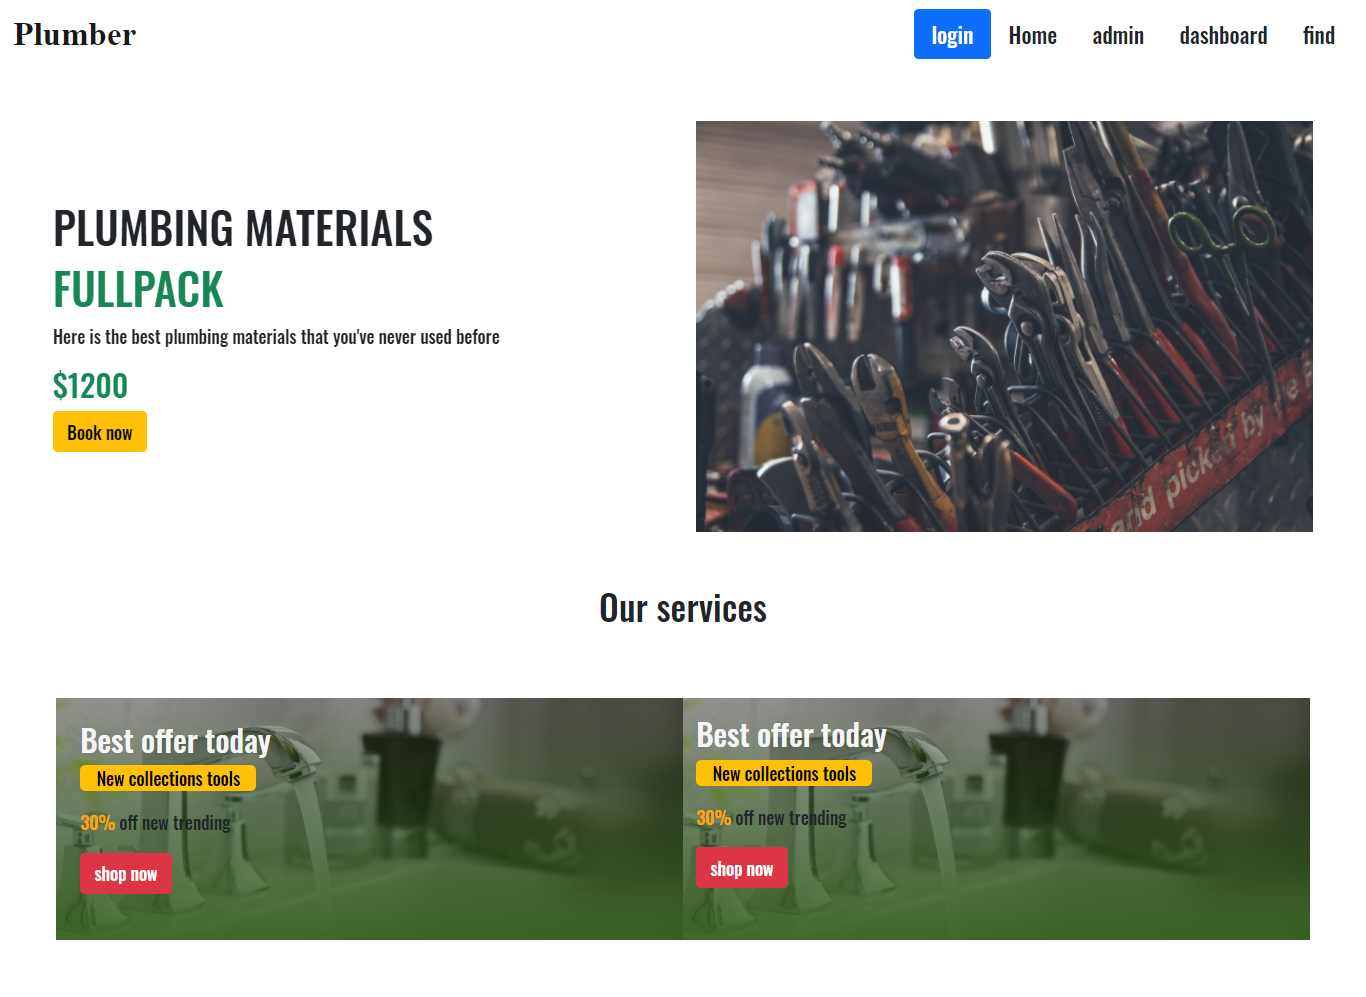 Plumber
login Home admin dashboard find
PLUMBING MATERIALS
FULLPACK
Here is the best plumbing materials that you've never used before
$1200
Book now
and picked by the P
Our services
Best offer today
New collections tools
30% off new trending
shop now
Best offer today
New collections tools
30% off new trending
shop now